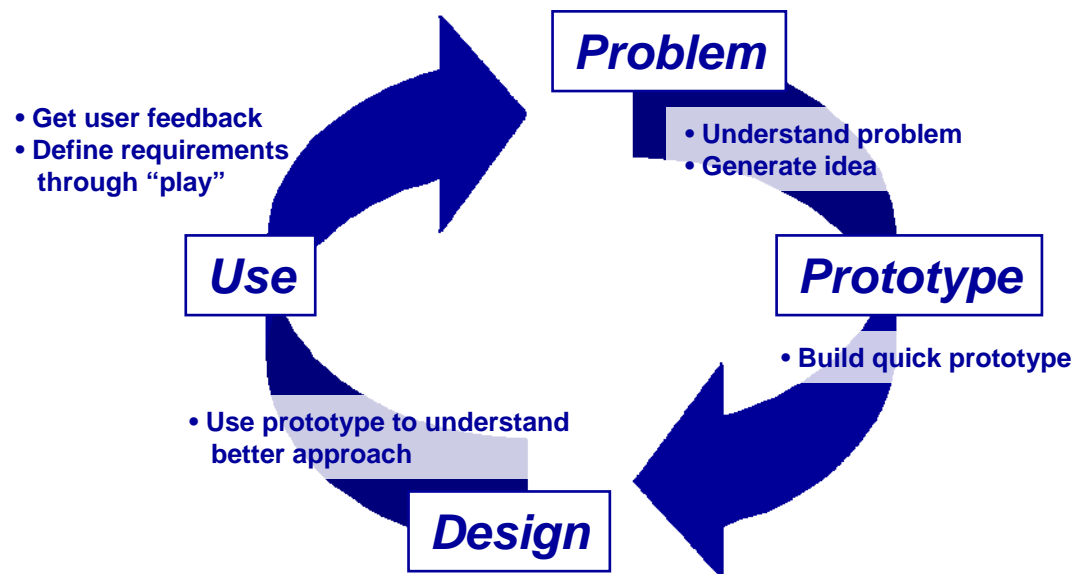 Problem
• Understand problem
• Generate idea
Prototype
• Build quick prototype
Design
• Use prototype to understand
better approach
Use
• Get user feedback
• Define requirements
through “play”